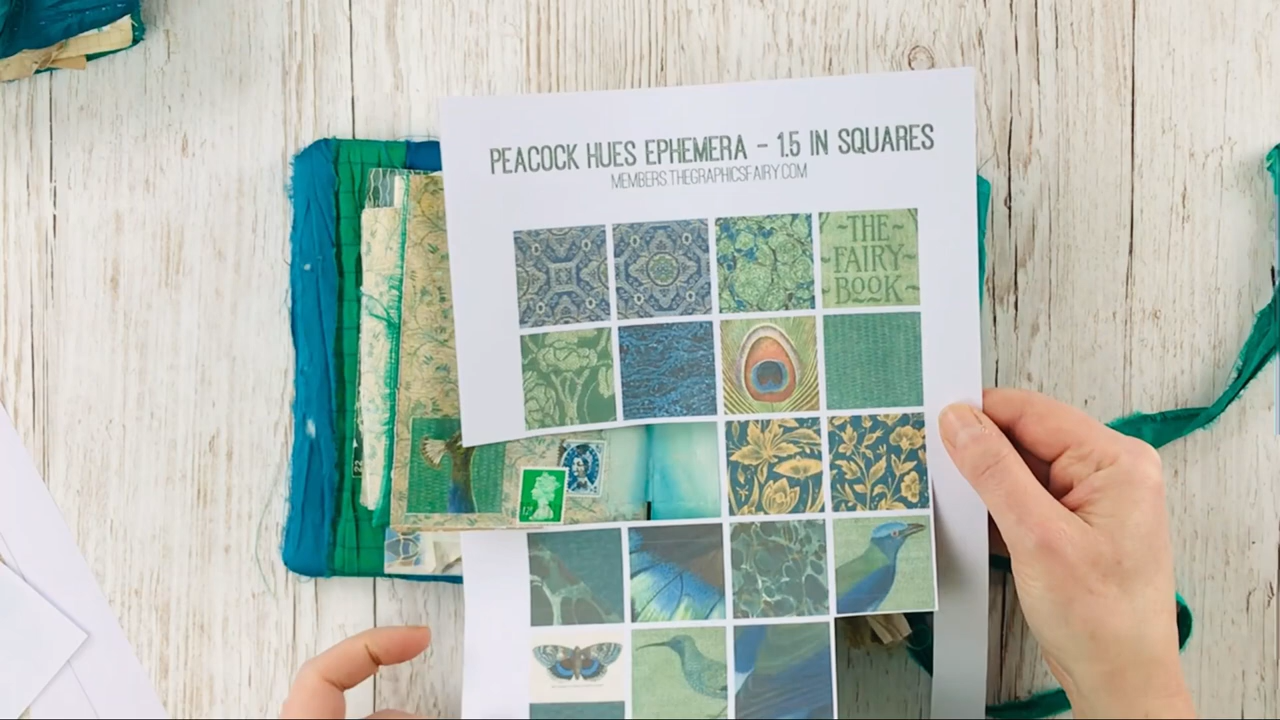 PEACOCK HUES EPHEMERA - 1.5 IN SQUARES
MEMBERS.THEGRAPHICSFAIRY.COM
~THE~
~FAIRY~
~BOOK~